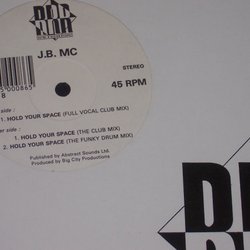 J.B. MC
STEREO
000865
45 RPM
8
side :
1. HOLD YOUR SPACE (FULL VOCAL CLUB MIX)
side :
1. HOLD YOUR SPACE (THE CLUB MIX)
2. HOLD YOUR SPACE (THE FUNKY DRUM MIX)
Published by Abstract Sounds Ltd.
Produced by Big City Productions